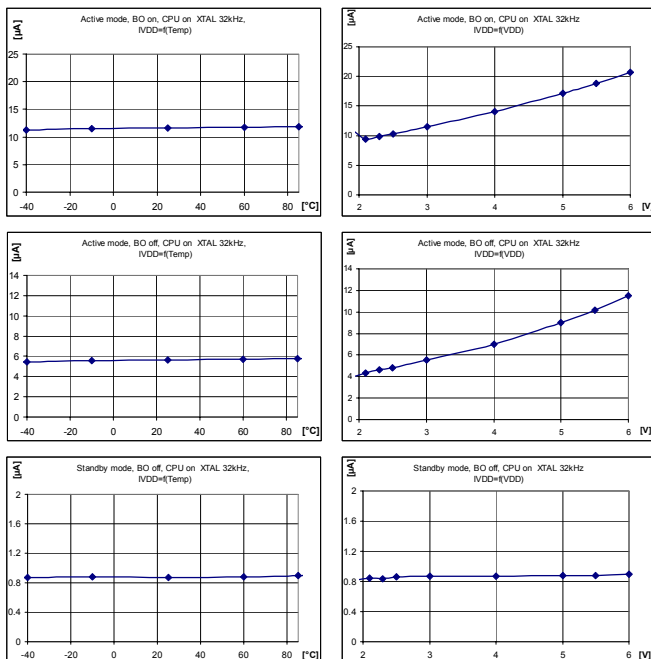 Active mode, BO on, CPU on XTAL 32kHz,
IVDD=f(Temp)
[µA]
25
20
15
10
5
0
-40 -20 0 20 40 60 80 [°C]
Active mode, BO on, CPU on XTAL 32kHz
IVDD=f(VDD)
[µA]
25
20
15
10
5
0
2 3 4 5 6 [V]
Active mode, BO off, CPU on XTAL 32kHz,
IVDD=f(Temp)
[µA]
14
12
10
8
6
4
2
0
-40 -20 0 20 40 60 80 [°C]
Active mode, BO off, CPU on XTAL 32kHz
IVDD=f(VDD)
[µA]
14
12
10
8
6
4
2
0
2 3 4 5 6 [V]
Standby mode, BO off, CPU on XTAL 32kHz,
IVDD=f(Temp)
[µA]
2
1.6
1.2
0.8
0.4
0
-40 -20 0 20 40 60 80 [°C]
Standby mode, BO off, CPU on XTAL 32kHz
IVDD=f(VDD)
[µA]
2
1.6
1.2
0.8
0.4
0
2 3 4 5 6 [V]